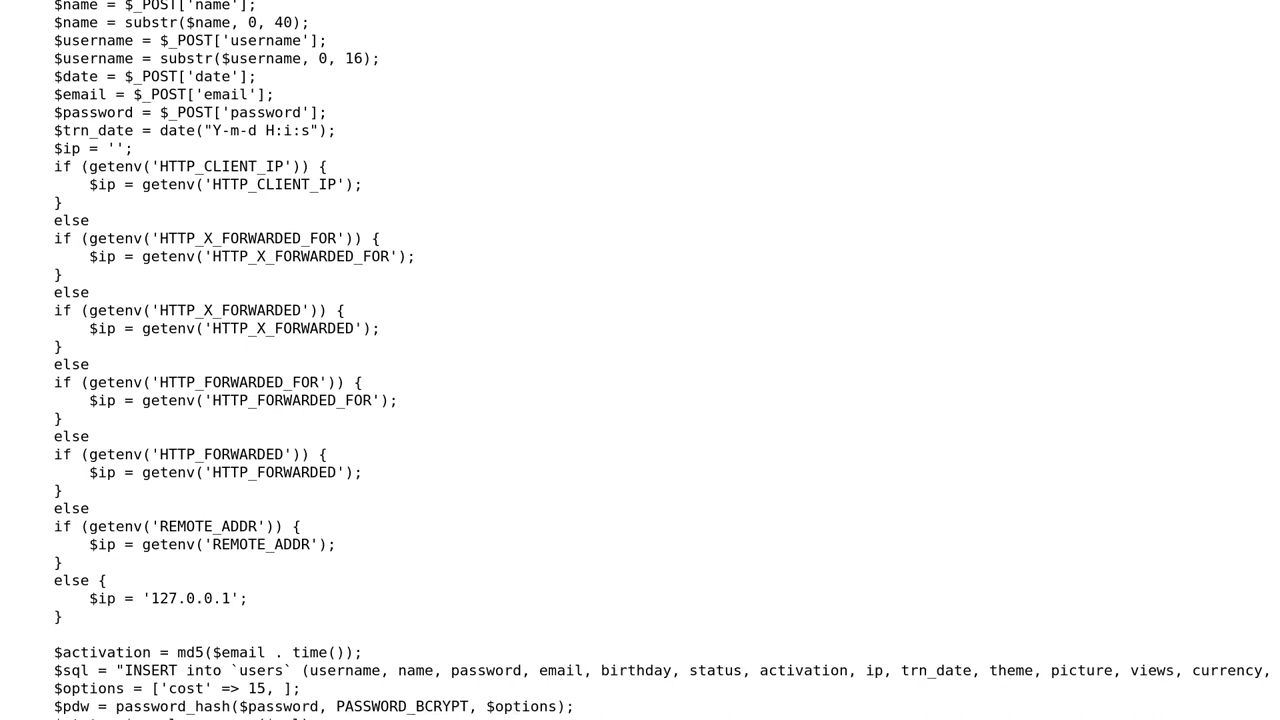 $name = $_POST['name'];
$name = substr($name, 0, 40);
$username = $_POST['username'];
$username = substr($username, 0, 16);
$date = $_POST['date'];
$email = $_POST['email'];
$password = $_POST['password'];
$trn_date = date("Y-m-d H:i:s");
$ip = '';
if (getenv('HTTP_CLIENT_IP')) {
    $ip = getenv('HTTP_CLIENT_IP');
}
else
if (getenv('HTTP_X_FORWARDED_FOR')) {
    $ip = getenv('HTTP_X_FORWARDED_FOR');
}
else
if (getenv('HTTP_X_FORWARDED')) {
    $ip = getenv('HTTP_X_FORWARDED');
}
else
if (getenv('HTTP_FORWARDED_FOR')) {
    $ip = getenv('HTTP_FORWARDED_FOR');
}
else
if (getenv('HTTP_FORWARDED')) {
    $ip = getenv('HTTP_FORWARDED');
}
else
if (getenv('REMOTE_ADDR')) {
    $ip = getenv('REMOTE_ADDR');
}
else {
    $ip = '127.0.0.1';
}
$activation = md5($email . time());
$sql = "INSERT into `users` (username, name, password, email, birthday, status, activation, ip, trn_date, theme, picture, views, currency,
$options = ['cost' => 15, ];
$pdw = password_hash($password, PASSWORD_BCRYPT, $options);